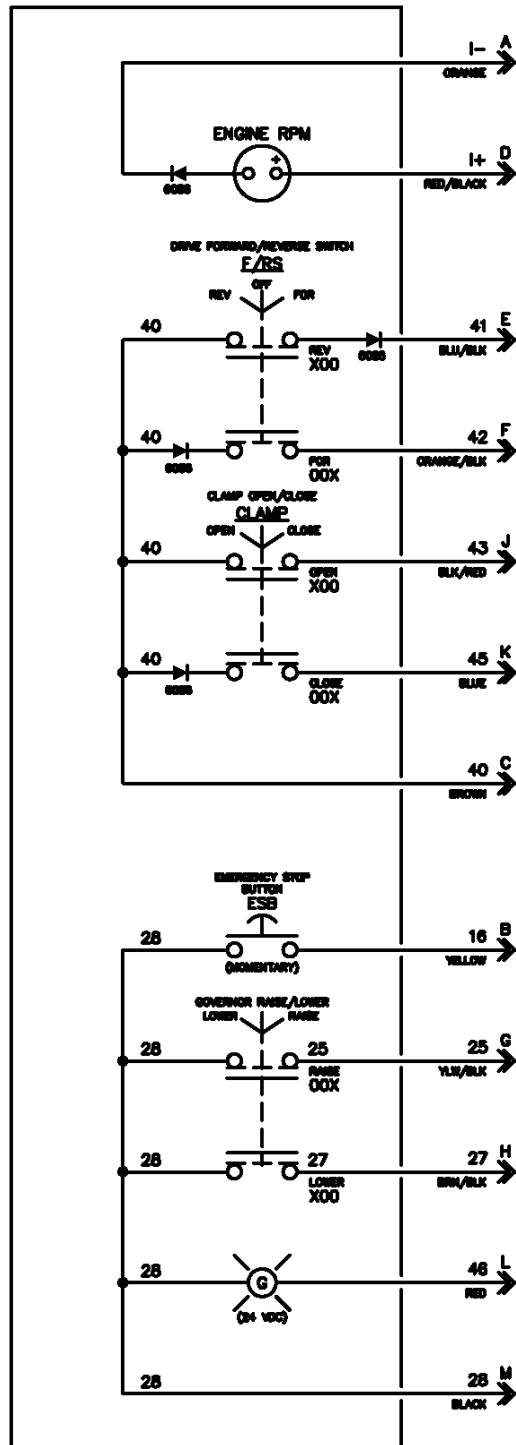 I- A
ORANGE
ENGINE RPM
+
I+ D
6086 RED/BLACK
DRIVE FORWARD/REVERSE SWITCH
F/RS
OFF
REV FOR
40 41 E
REV 6086 BLU/BLK
X00
40 42 F
6086 FOR ORANGE/BLK
00X
CLAMP OPEN/CLOSE
CLAMP
OPEN CLOSE
40 43 J
OPEN BLK/RED
X00
40 45 K
6086 CLOSE BLUE
00X
40 C
BROWN
EMERGENCY STOP
BUTTON
ESB
28 16 B
(MOMENTARY) YELLOW
GOVERNOR RAISE/LOWER
LOWER RAISE
28 25 25 G
RAISE YLW/BLK
00X
28 27 27 H
LOWER BRN/BLK
X00
28 G 46 L
(24 VDC) RED
28 28 M
BLACK